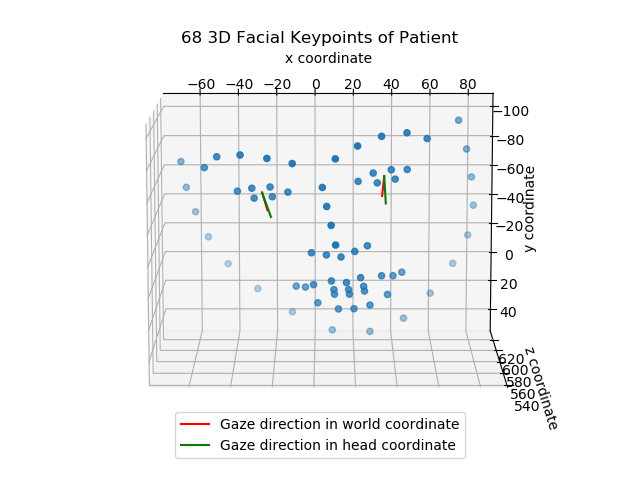 68 3D Facial Keypoints of Patient
x coordinate
−60 −40 −20 0 20 40 60 80
−100
−80
−60
−40
−20
0
20
40
y coordinate
620
600
580
560
540
z coordinate
Gaze direction in world coordinate
Gaze direction in head coordinate